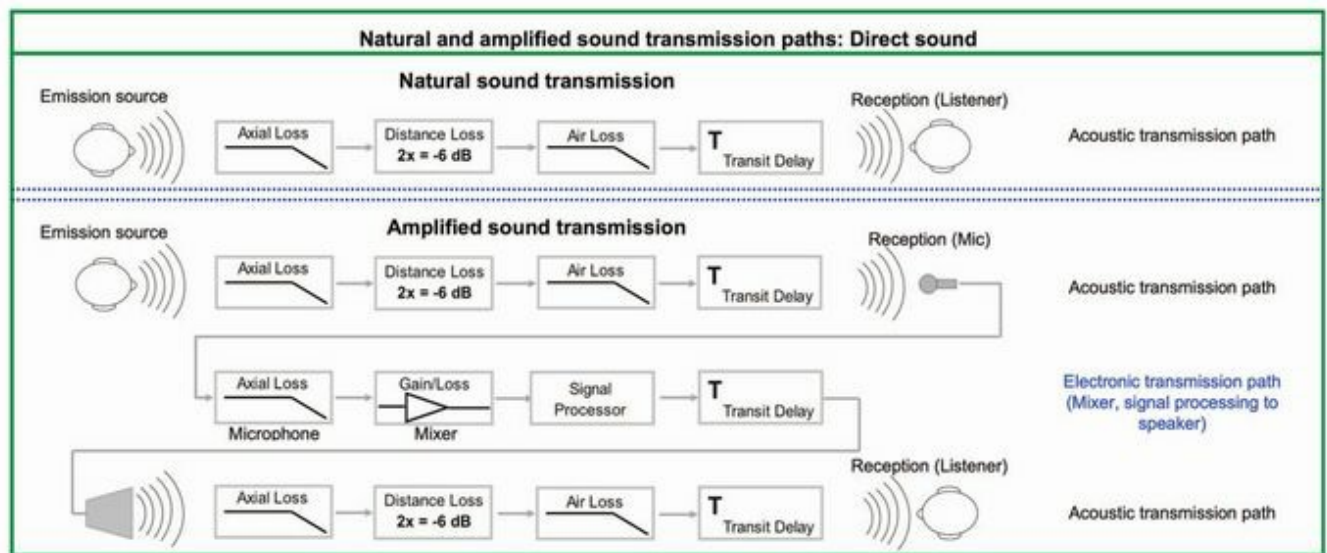 Natural and amplified sound transmission paths: Direct sound
Natural sound transmission
Emission source
Reception (Listener)
Axial Loss
Distance Loss
2x = -6 dB
Air Loss
T
Transit Delay
Acoustic transmission path
Amplified sound transmission
Emission source
Reception (Mic)
Axial Loss
Distance Loss
2x = -6 dB
Air Loss
T
Transit Delay
Acoustic transmission path
Axial Loss
Microphone
Gain/Loss
Mixer
Signal
Processor
T
Transit Delay
Electronic transmission path
(Mixer, signal processing to
speaker)
Reception (Listener)
Axial Loss
Distance Loss
2x = -6 dB
Air Loss
T
Transit Delay
Acoustic transmission path